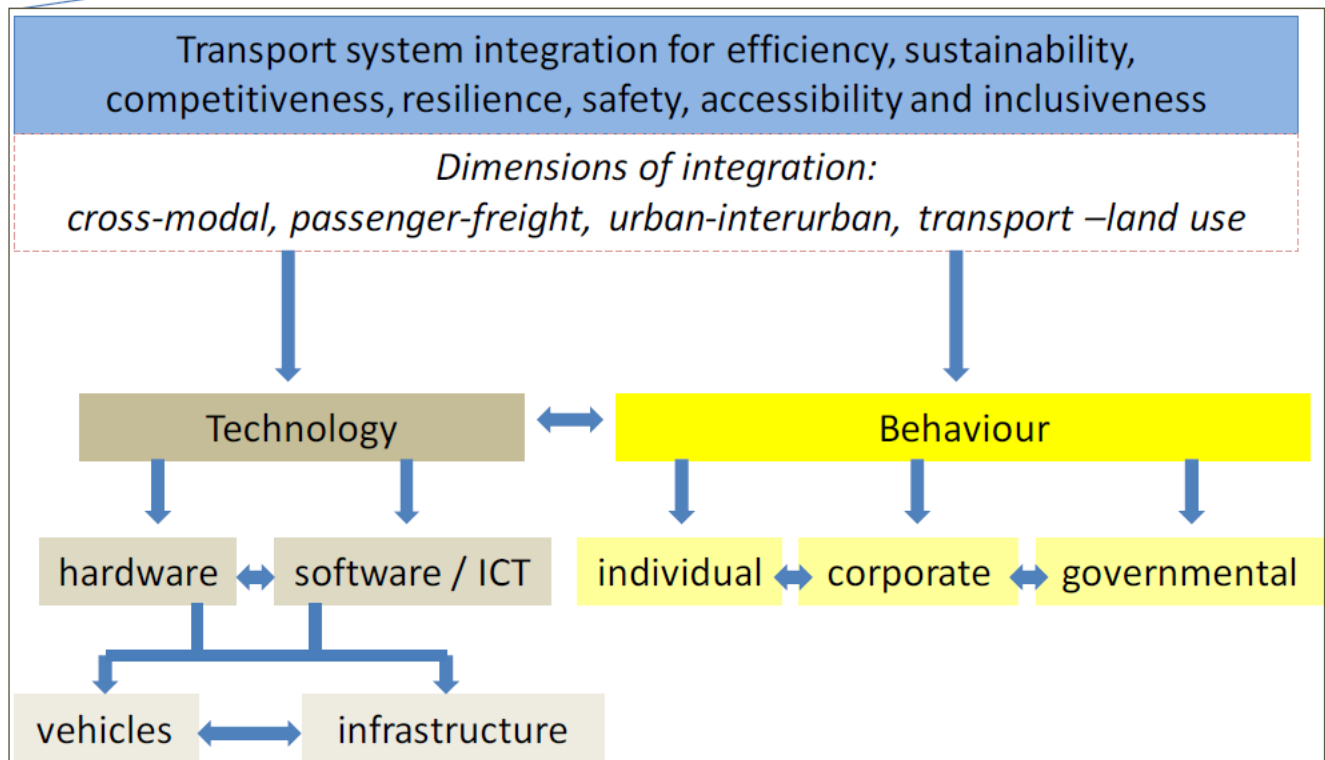 Transport system integration for efficiency, sustainability,
competitiveness, resilience, safety, accessibility and inclusiveness
Dimensions of integration:
cross-modal, passenger-freight, urban-interurban, transport –land use
Technology
Behaviour
hardware
software / ICT
individual
corporate
governmental
vehicles
infrastructure